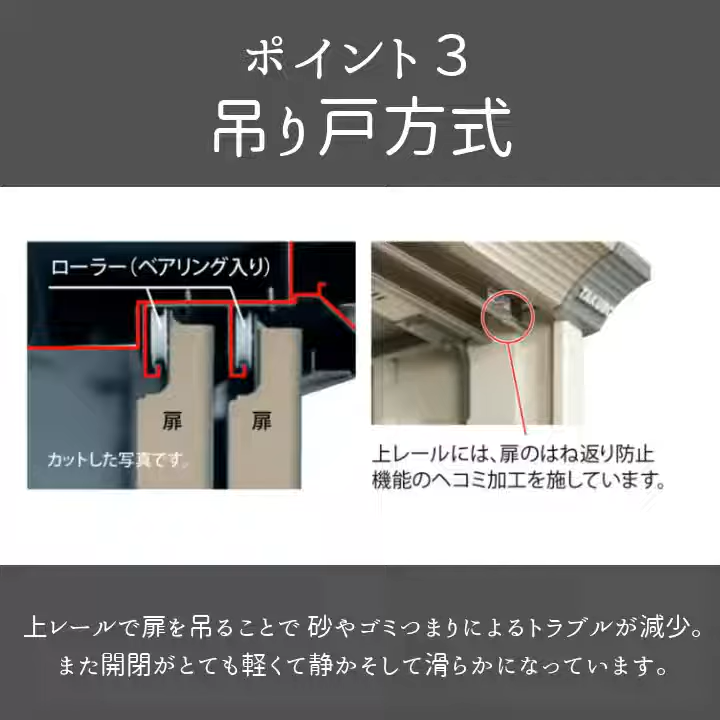 ポイント3
吊り戸方式
ローラー(ベアリング入り)
扉
扉
カットした写真です。
上レールには、扉のはね返り防止
機能のヘコミ加工を施しています。
上レールで扉を吊ることで 砂やゴミつまりによるトラブルが減少。
また開閉がとても軽くて静かそして滑らかになっています。